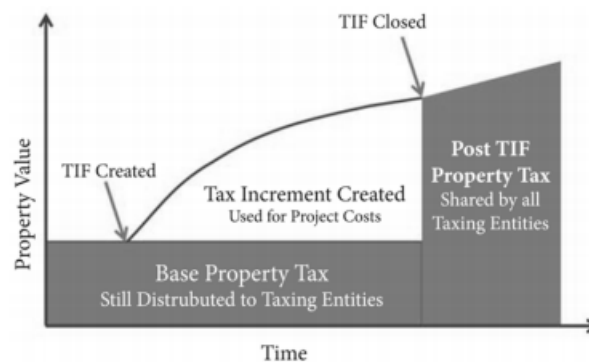 TIF Closed
TIF Created
Tax Increment Created
Used for Project Costs
Post TIF
Property Tax
Shared by all
Taxing Entities
Base Property Tax
Still Distrubuted to Taxing Entities
Property Value
Time